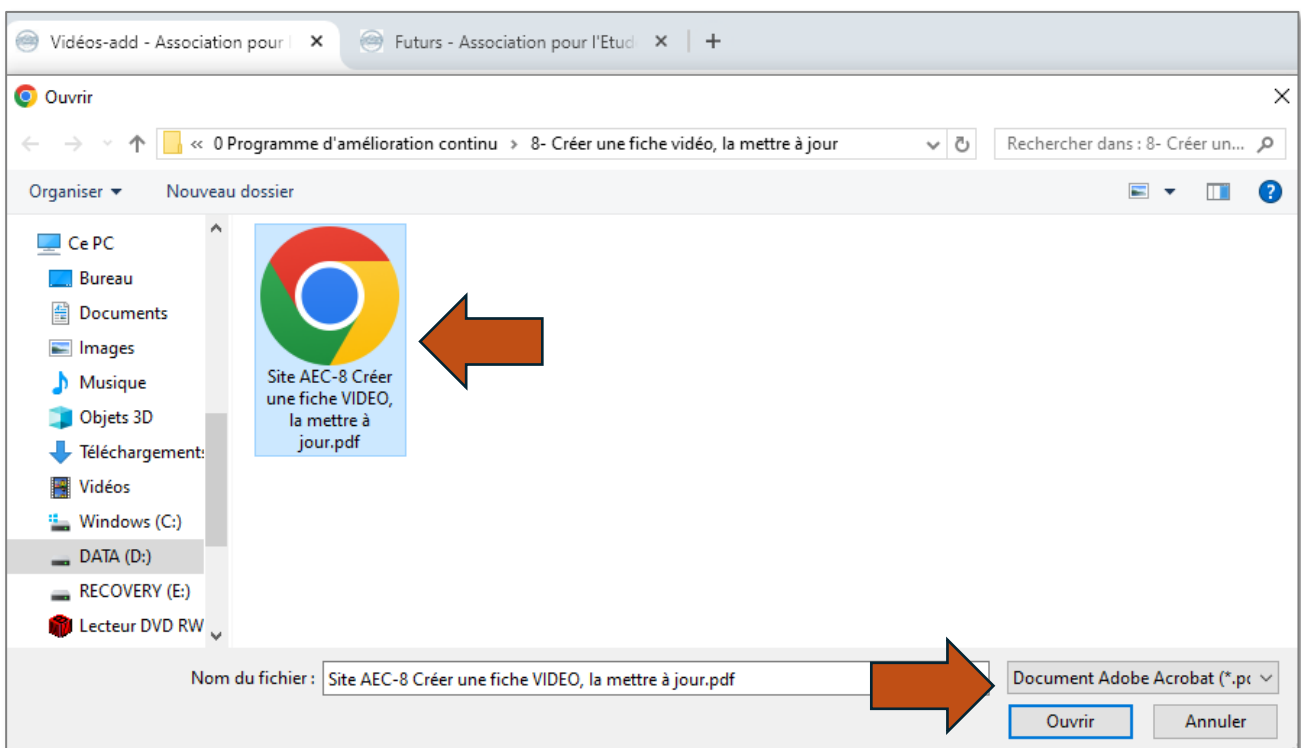 Vidéos-add - Association pour
Futurs - Association pour l'Etud
Ouvrir
« 0 Programme d'amélioration continu > 8- Créer une fiche vidéo, la mettre à jour
Rechercher dans : 8- Créer un...
Organiser
Nouveau dossier
Ce PC
Bureau
Documents
Images
Musique
Objets 3D
Téléchargements
Vidéos
Windows (C:)
DATA (D:)
RECOVERY (E:)
Lecteur DVD RW
Site AEC-8 Créer
une fiche VIDEO,
la mettre à
jour.pdf
Nom du fichier :
Site AEC-8 Créer une fiche VIDEO, la mettre à jour.pdf
Document Adobe Acrobat (*.p
Ouvrir
Annuler